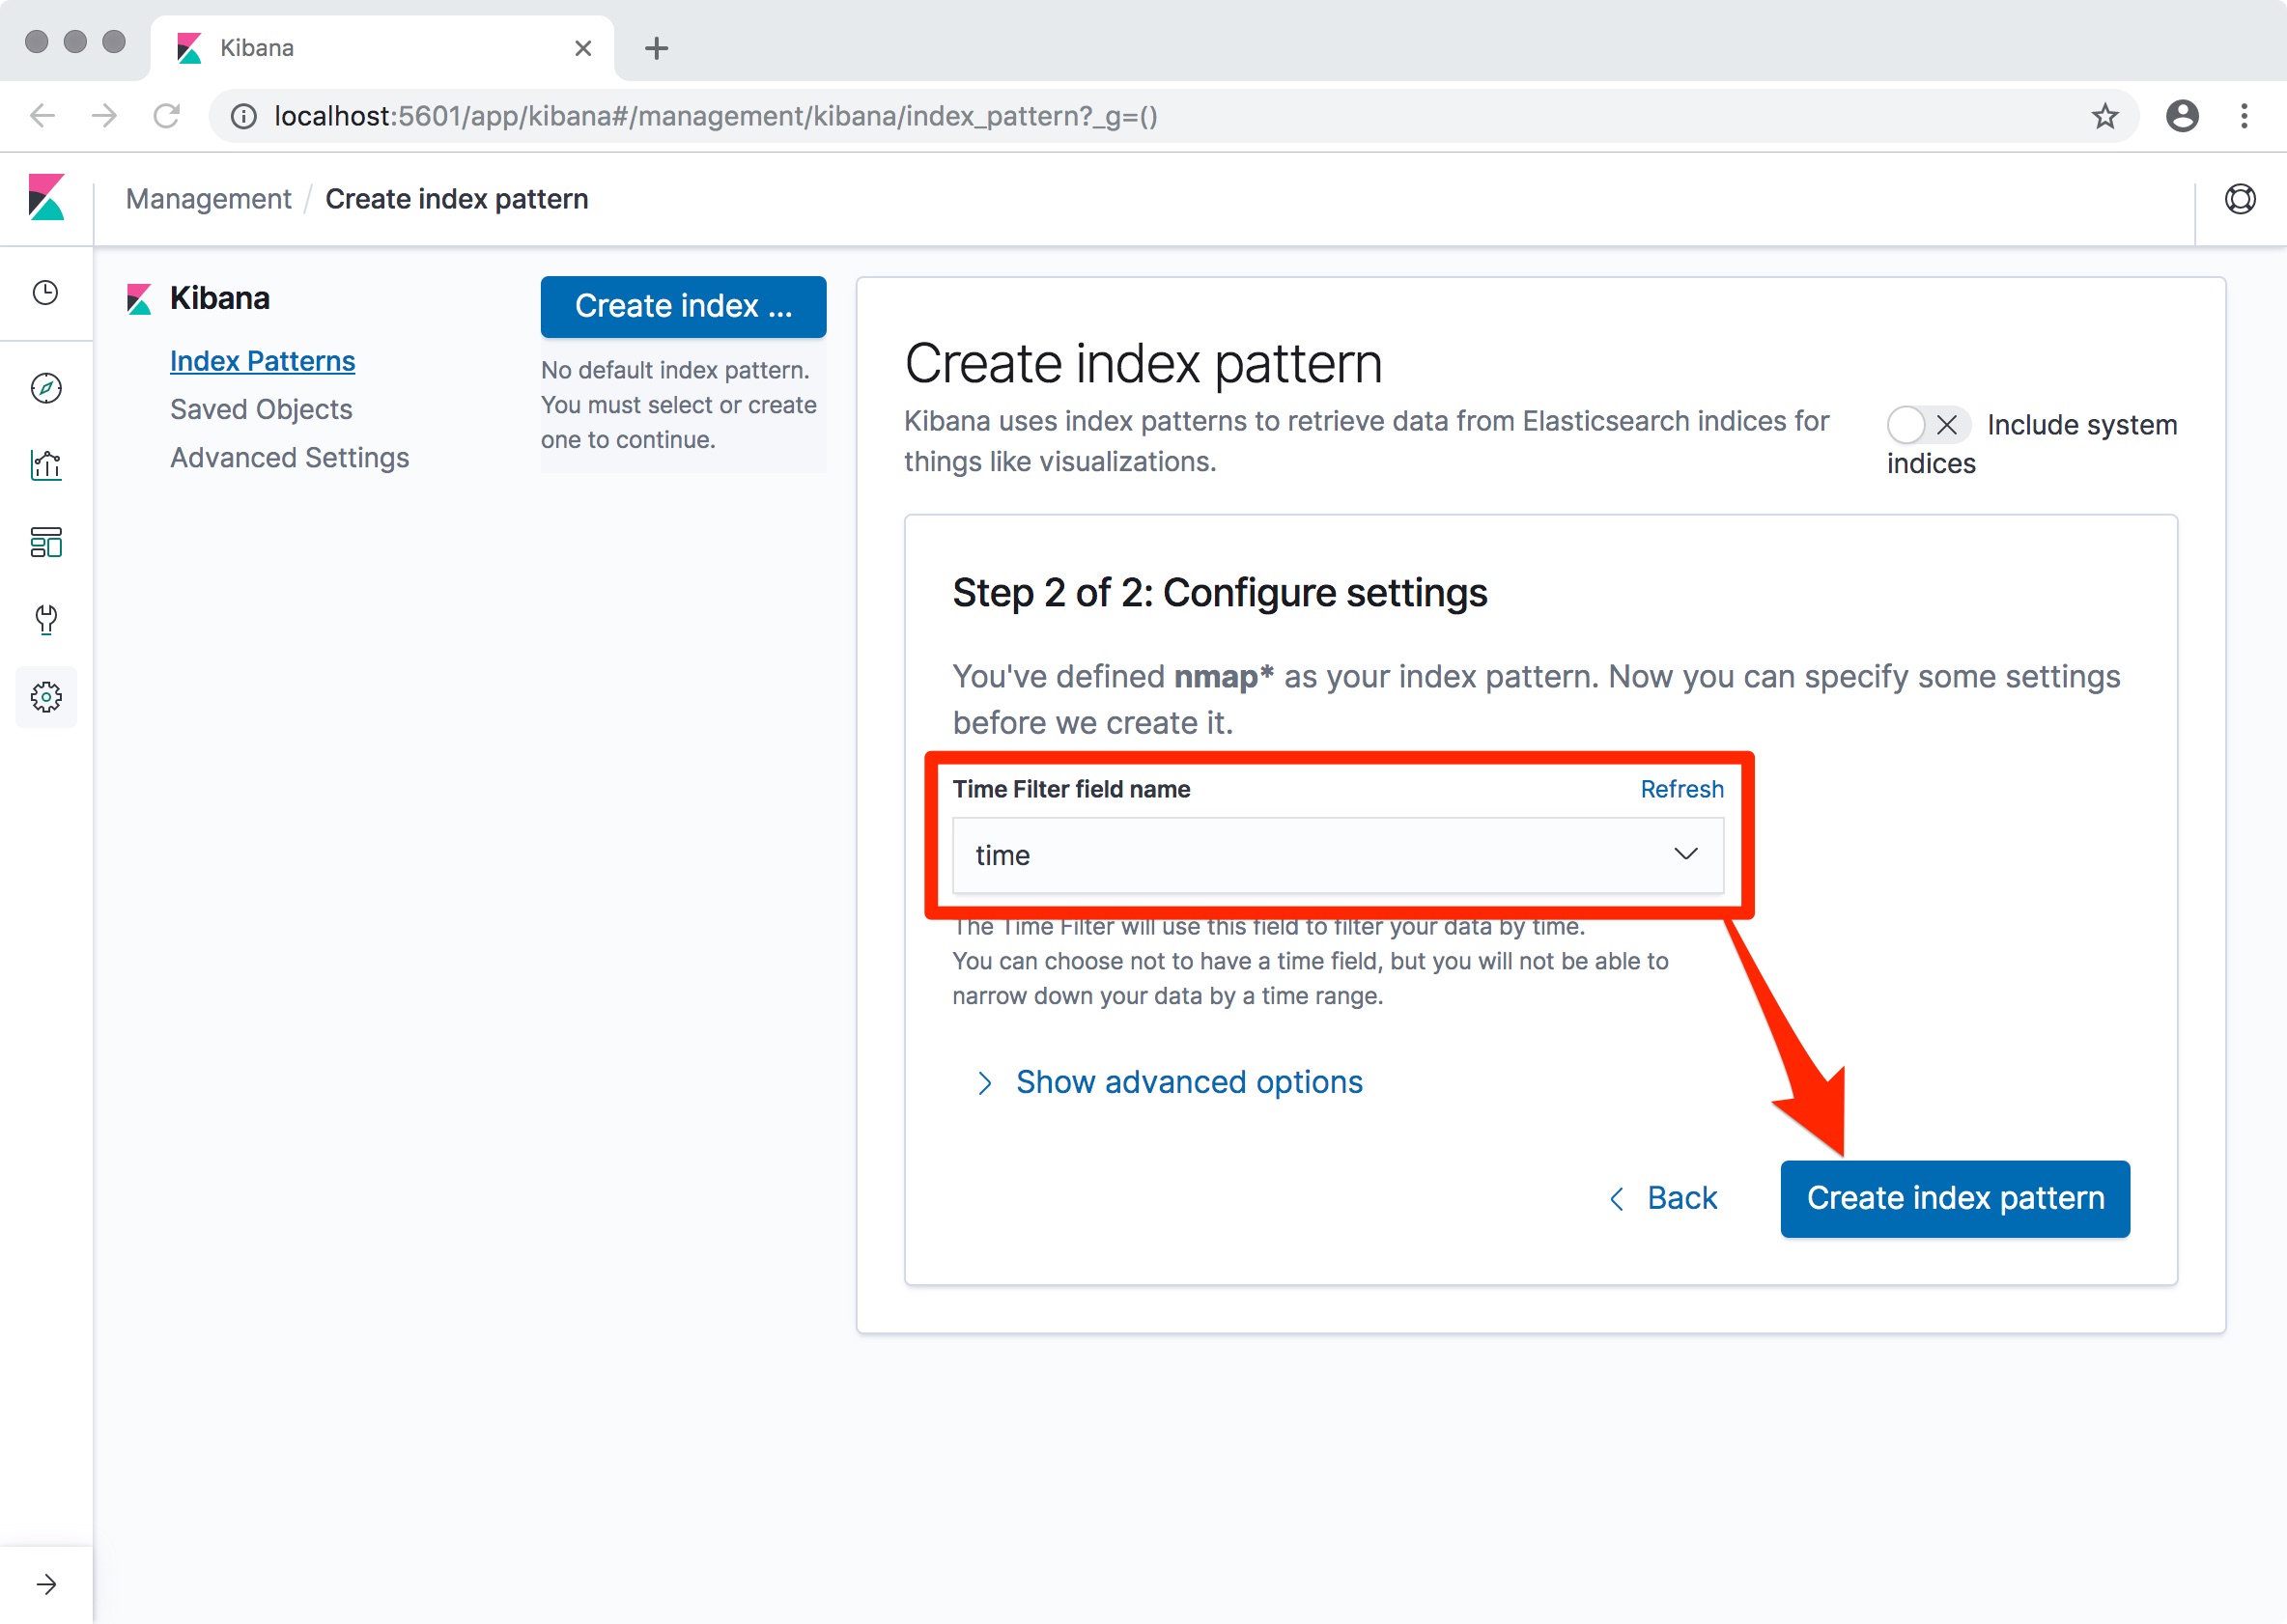 Kibana
localhost:5601/app/kibana#/management/kibana/index_pattern?_g=()
Management / Create index pattern
Kibana
Index Patterns
Saved Objects
Advanced Settings
Create index ...
No default index pattern.
You must select or create
one to continue.
Create index pattern
Kibana uses index patterns to retrieve data from Elasticsearch indices for
things like visualizations.
Include system
indices
Step 2 of 2: Configure settings
You've defined nmap* as your index pattern. Now you can specify some settings
before we create it.
Time Filter field name
Refresh
time
The Time Filter will use this field to filter your data by time.
You can choose not to have a time field, but you will not be able to
narrow down your data by a time range.
Show advanced options
Back
Create index pattern